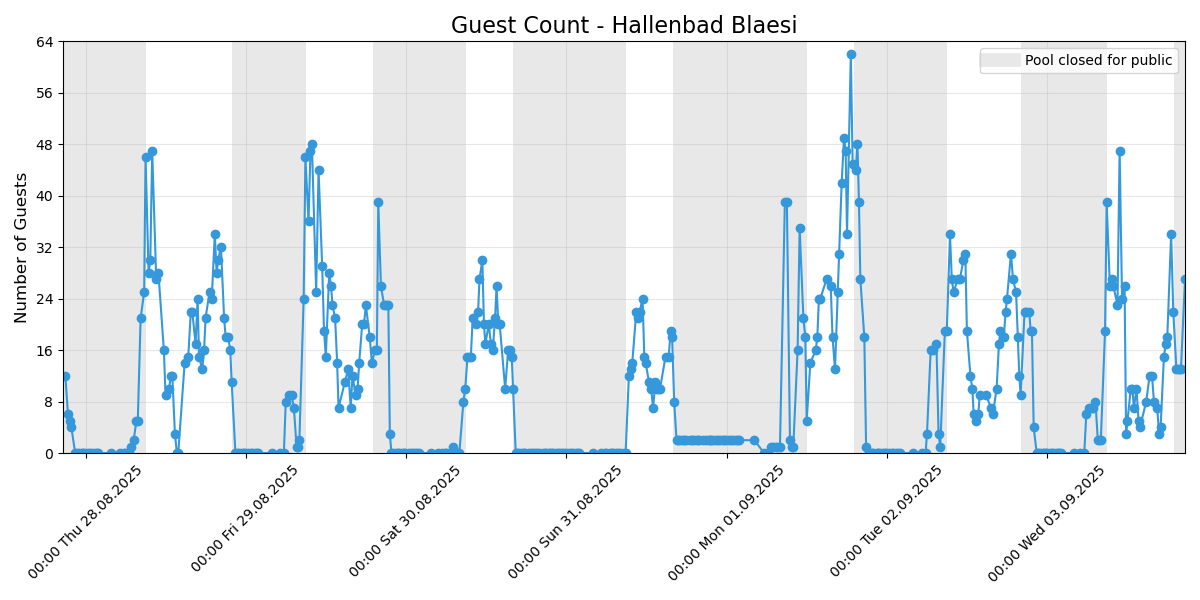 Guest Count - Hallenbad Blaesi
Pool closed for public
Number of Guests
64
56
48
40
32
24
16
8
0
00:00 Thu 28.08.2025
00:00 Fri 29.08.2025
00:00 Sat 30.08.2025
00:00 Sun 31.08.2025
00:00 Mon 01.09.2025
00:00 Tue 02.09.2025
00:00 Wed 03.09.2025